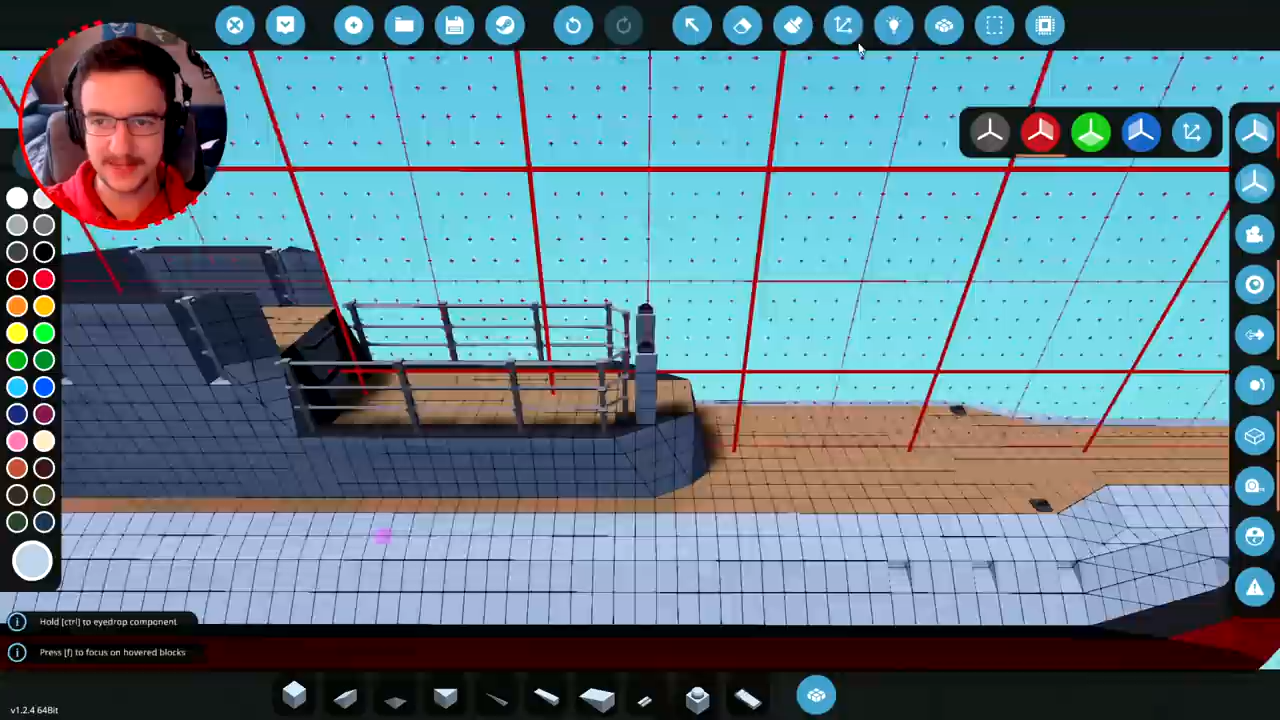 Hold [ctrl] to eyedrop component
Press [f] to focus on hovered blocks
v1.2.4 64Bit